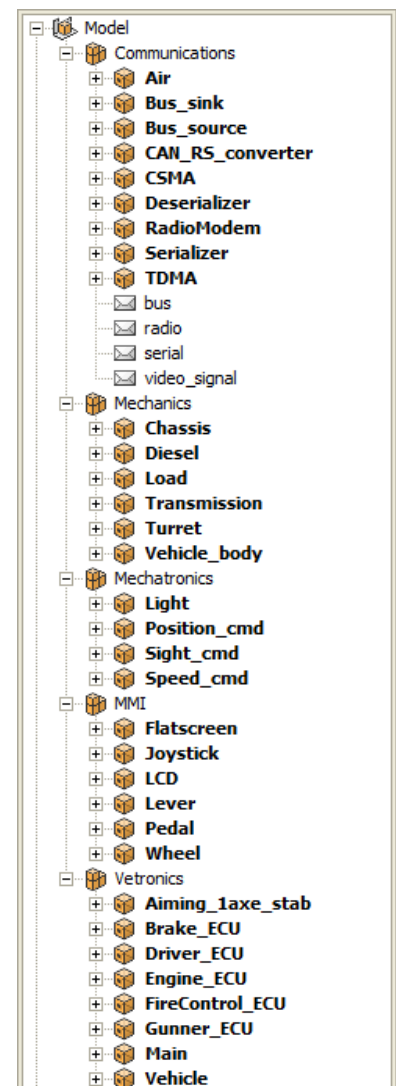 Model
Communications
Air
Bus_sink
Bus_source
CAN_RS_converter
CSMA
Deserializer
RadioModem
Serializer
TDMA
bus
radio
serial
video_signal
Mechanics
Chassis
Diesel
Load
Transmission
Turret
Vehicle_body
Mechatronics
Light
Position_cmd
Sight_cmd
Speed_cmd
MMI
Flatscreen
Joystick
LCD
Lever
Pedal
Wheel
Vetronics
Aiming_1axe_stab
Brake_ECU
Driver_ECU
Engine_ECU
FireControl_ECU
Gunner_ECU
Main
Vehicle